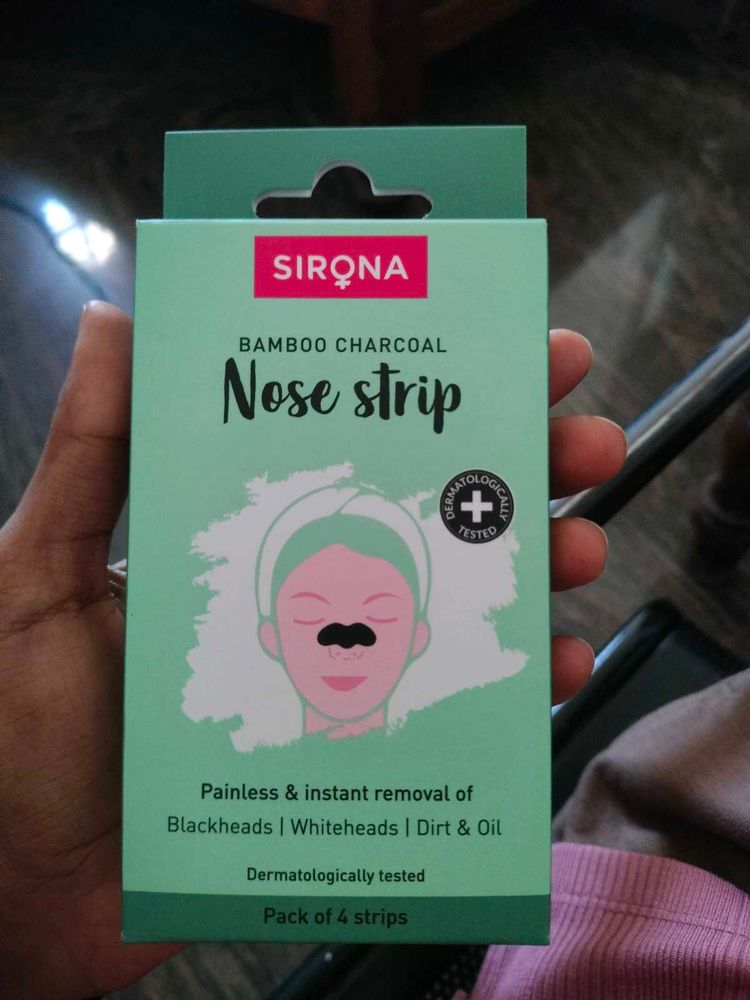 SIRONA
BAMBOO CHARCOAL
Nose strip
DERMATOLOGICALLY
TESTED
Painless & instant removal of
Blackheads | Whiteheads | Dirt & Oil
Dermatologically tested
Pack of 4 strips